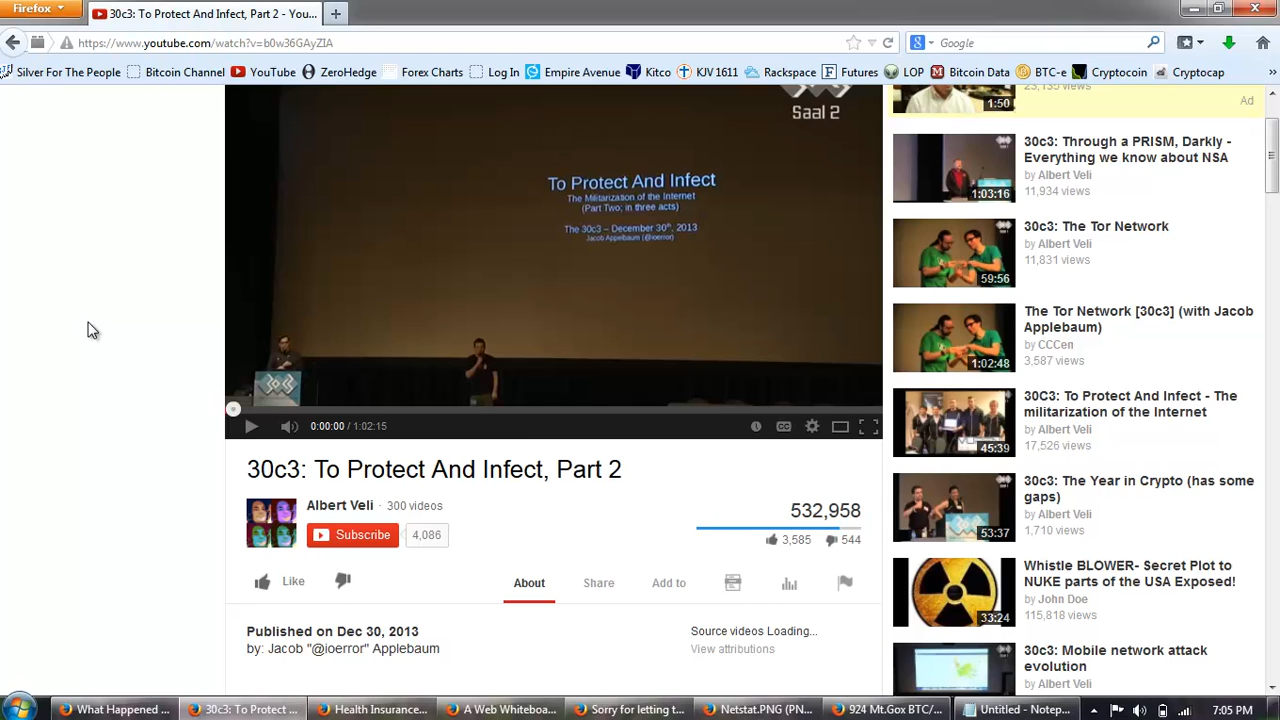 Firefox
30c3: To Protect And Infect, Part 2 - You...
https://www.youtube.com/watch?v=b0w36GAyZIA
Google
Silver For The People
Bitcoin Channel
YouTube
ZeroHedge
Forex Charts
Log In
Empire Avenue
Kitco
KJV 1611
Rackspace
Futures
LOP
Bitcoin Data
BTC-e
Cryptocoin
Cryptocap
»
Saal 2
To Protect And Infect
The Militarization of the Internet
(Part Two; in three acts)
The 30c3 – December 30th, 2013
Jacob Appelbaum (@ioerror)
0:00:00 / 1:02:15
CC
30c3: To Protect And Infect, Part 2
Albert Veli · 300 videos
Subscribe
4,086
532,958
3,585
544
Like
About
Share
Add to
Published on Dec 30, 2013
by: Jacob "@ioerror" Applebaum
Source videos Loading...
View attributions
23,135 views
1:50
Ad
30c3: Through a PRISM, Darkly -
Everything we know about NSA
by Albert Veli
11,934 views
1:03:16
30c3: The Tor Network
by Albert Veli
11,831 views
59:56
The Tor Network [30c3] (with Jacob
Applebaum)
by CCCen
3,587 views
1:02:48
30C3: To Protect And Infect - The
militarization of the Internet
by Albert Veli
17,526 views
45:39
30c3: The Year in Crypto (has some
gaps)
by Albert Veli
1,710 views
53:37
Whistle BLOWER- Secret Plot to
NUKE parts of the USA Exposed!
by John Doe
115,818 views
33:24
30c3: Mobile network attack
evolution
by Albert Veli
What Happened ...
30c3: To Protect ...
Health Insurance...
A Web Whiteboa...
Sorry for letting t...
Netstat.PNG (PN...
924 Mt.Gox BTC/...
Untitled - Notep...
7:05 PM